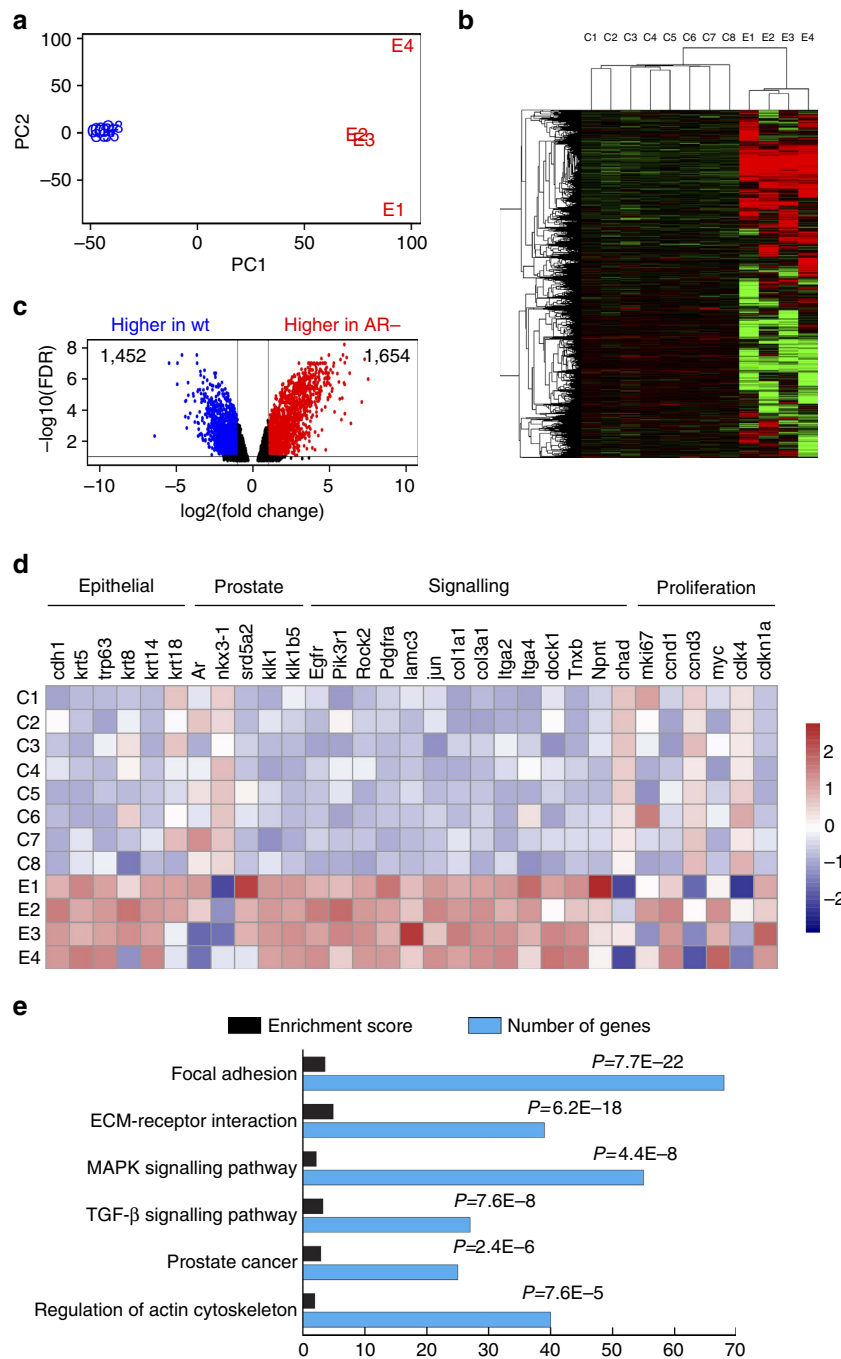 a
100
50
0
−50
PC2
E4
E2
E3
E1
−50
0
50
100
PC1
b
C1 C2 C3 C4 C5 C6 C7 C8 E1 E2 E3 E4
c
Higher in wt
Higher in AR−
1,452
1,654
8
6
4
2
−log10(FDR)
−10
−5
0
5
10
log2(fold change)
d
Epithelial
Prostate
Signalling
Proliferation
cdh1 krt5 trp63 krt8 krt14 krt18 Ar nkx3-1 srd5a2 klk1 klk1b5 Egfr Pik3r1 Rock2 Pdgfra lamc3 jun col1a1 col3a1 Itga2 Itga4 dock1 Tnxb Npnt chad mki67 ccnd1 ccnd3 myc cdk4 cdkn1a
C1
C2
C3
C4
C5
C6
C7
C8
E1
E2
E3
E4
2
1
0
−1
−2
e
Enrichment score
Number of genes
Focal adhesion
P=7.7E−22
ECM-receptor interaction
P=6.2E−18
MAPK signalling pathway
P=4.4E−8
TGF-β signalling pathway
P=7.6E−8
Prostate cancer
P=2.4E−6
Regulation of actin cytoskeleton
P=7.6E−5
0 10 20 30 40 50 60 70